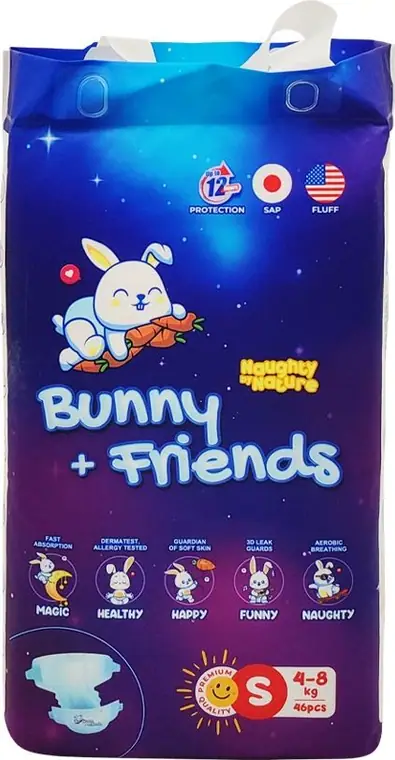 Up to
12
hours
PROTECTION
SAP
FLUFF
Naughty
by Nature
Bunny
+ Friends
FAST
ABSORPTION
MAGIC
DERMATEST,
ALLERGY TESTED
HEALTHY
GUARDIAN
OF SOFT SKIN
HAPPY
3D LEAK
GUARDS
FUNNY
AEROBIC
BREATHING
NAUGHTY
PREMIUM
QUALITY
S
4-8
kg
46pcs